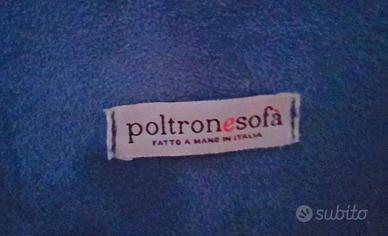 poltronesofà
FATTO A MANO IN ITALIA
subito